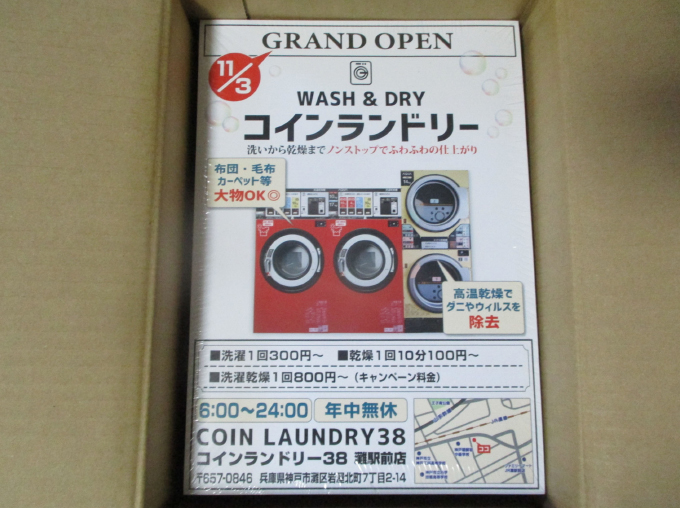 GRAND OPEN
11/3
WASH & DRY
コインランドリー
洗いから乾燥までノンストップでふわふわの仕上がり
布団・毛布
カーペット等
大物OK◎
高温乾燥で
ダニやウィルスを
除去
■洗濯1回300円～ ■乾燥1回10分100円～
■洗濯乾燥1回800円～（キャンペーン料金）
6:00～24:00 年中無休
COIN LAUNDRY38
コインランドリー38 灘駅前店
〒657-0846 兵庫県神戸市灘区岩屋北町7丁目2-14
ココ